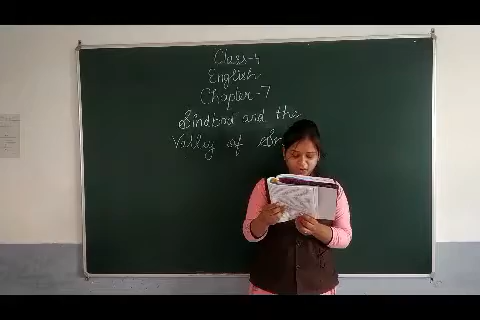 Class-4
English
Chapter-7
Sindbad and the
Valley of